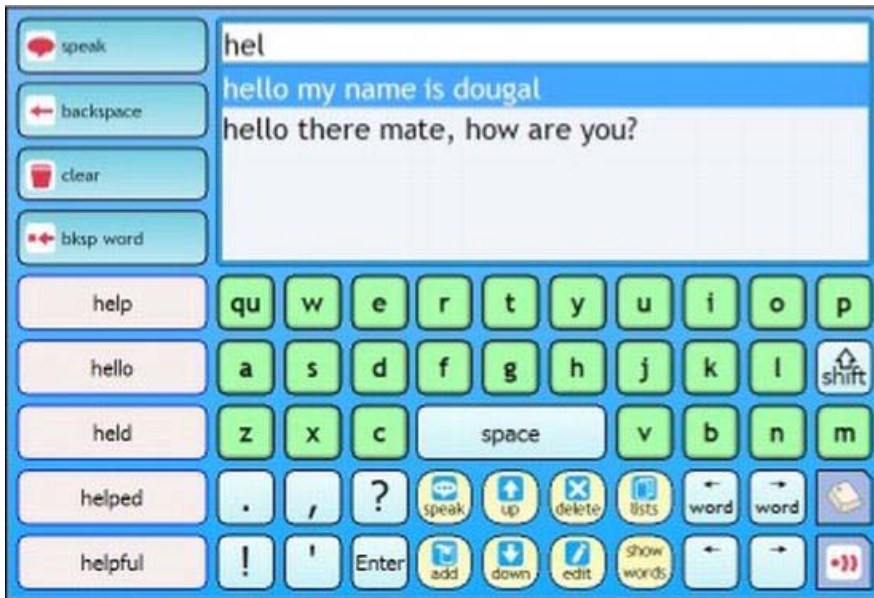 speak
hel
backspace
hello my name is dougal
hello there mate, how are you?
clear
bksp word
help qu w e r t y u i o p
hello a s d f g h j k l shift
held z x c space v b n m
helped . , ? speak up delete lists ← word → word
helpful ! ' Enter add down edit show words ← →